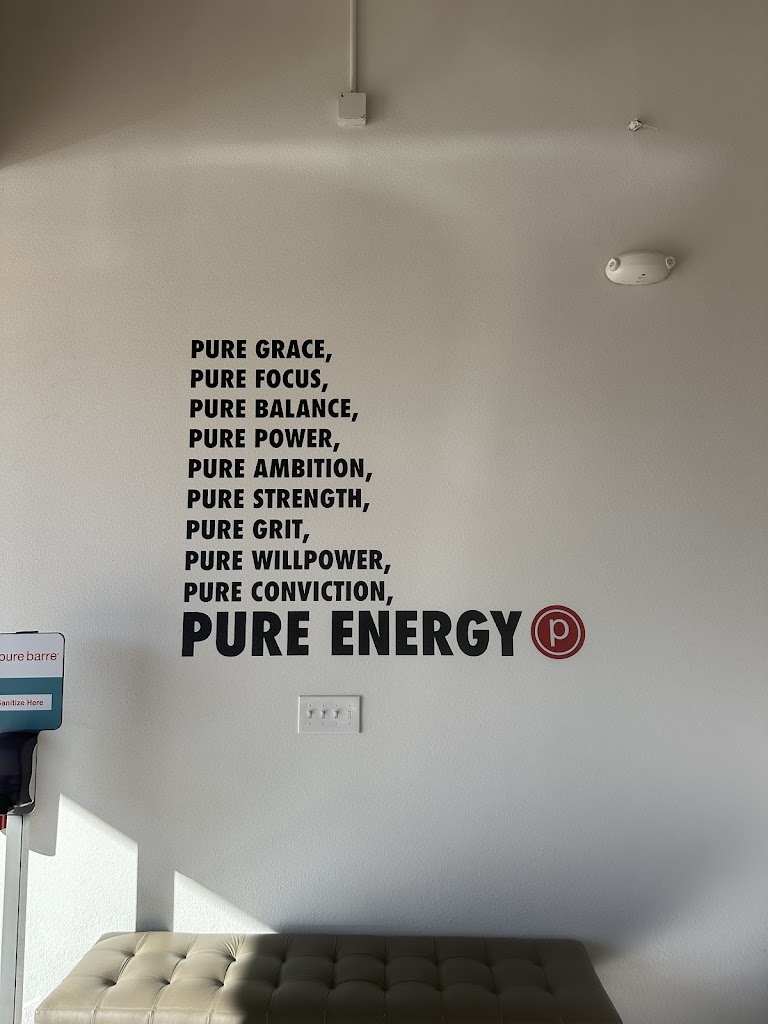 PURE GRACE,
PURE FOCUS,
PURE BALANCE,
PURE POWER,
PURE AMBITION,
PURE STRENGTH,
PURE GRIT,
PURE WILLPOWER,
PURE CONVICTION,
PURE ENERGY p
pure barre
Sanitize Here